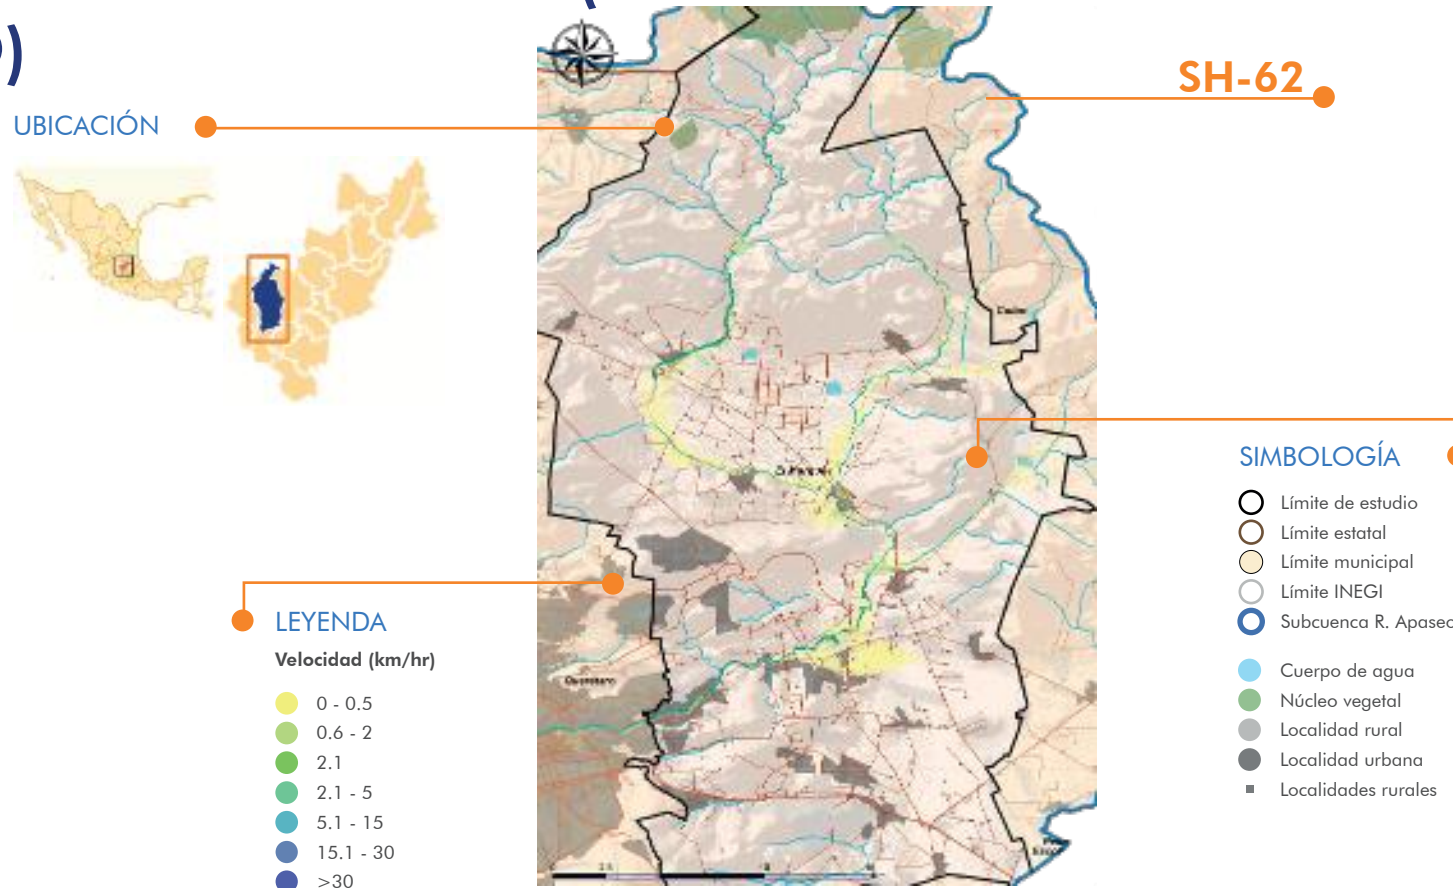 )
SH-62
UBICACIÓN
SIMBOLOGÍA
Límite de estudio
Límite estatal
Límite municipal
Límite INEGI
Subcuenca R. Apaseo
Cuerpo de agua
Núcleo vegetal
Localidad rural
Localidad urbana
Localidades rurales
LEYENDA
Velocidad (km/hr)
0 - 0.5
0.6 - 2
2.1
2.1 - 5
5.1 - 15
15.1 - 30
>30
Querétaro